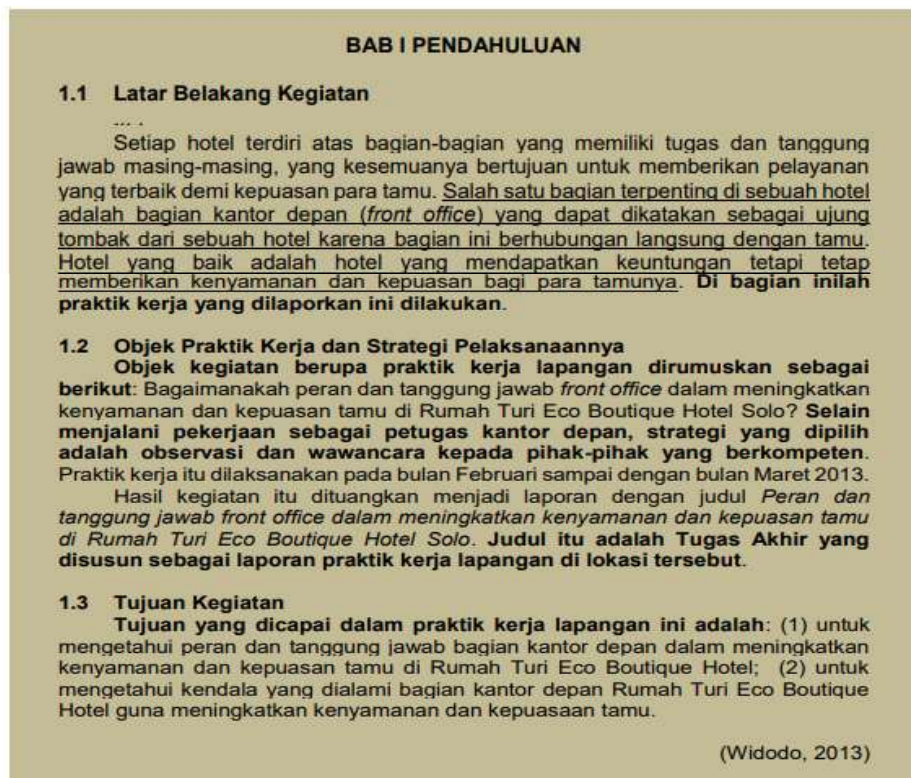 BAB I PENDAHULUAN
1.1 Latar Belakang Kegiatan
... .
Setiap hotel terdiri atas bagian-bagian yang memiliki tugas dan tanggung
jawab masing-masing, yang kesemuanya bertujuan untuk memberikan pelayanan
yang terbaik demi kepuasan para tamu. Salah satu bagian terpenting di sebuah hotel
adalah bagian kantor depan (front office) yang dapat dikatakan sebagai ujung
tombak dari sebuah hotel karena bagian ini berhubungan langsung dengan tamu.
Hotel yang baik adalah hotel yang mendapatkan keuntungan tetapi tetap
memberikan kenyamanan dan kepuasan bagi para tamunya. Di bagian inilah
praktik kerja yang dilaporkan ini dilakukan.
1.2 Objek Praktik Kerja dan Strategi Pelaksanaannya
Objek kegiatan berupa praktik kerja lapangan dirumuskan sebagai
berikut: Bagaimanakah peran dan tanggung jawab front office dalam meningkatkan
kenyamanan dan kepuasan tamu di Rumah Turi Eco Boutique Hotel Solo? Selain
menjalani pekerjaan sebagai petugas kantor depan, strategi yang dipilih
adalah observasi dan wawancara kepada pihak-pihak yang berkompeten.
Praktik kerja itu dilaksanakan pada bulan Februari sampai dengan bulan Maret 2013.
Hasil kegiatan itu dituangkan menjadi laporan dengan judul Peran dan
tanggung jawab front office dalam meningkatkan kenyamanan dan kepuasan tamu
di Rumah Turi Eco Boutique Hotel Solo. Judul itu adalah Tugas Akhir yang
disusun sebagai laporan praktik kerja lapangan di lokasi tersebut.
1.3 Tujuan Kegiatan
Tujuan yang dicapai dalam praktik kerja lapangan ini adalah: (1) untuk
mengetahui peran dan tanggung jawab bagian kantor depan dalam meningkatkan
kenyamanan dan kepuasan tamu di Rumah Turi Eco Boutique Hotel; (2) untuk
mengetahui kendala yang dialami bagian kantor depan Rumah Turi Eco Boutique
Hotel guna meningkatkan kenyamanan dan kepuasaan tamu.
(Widodo, 2013)